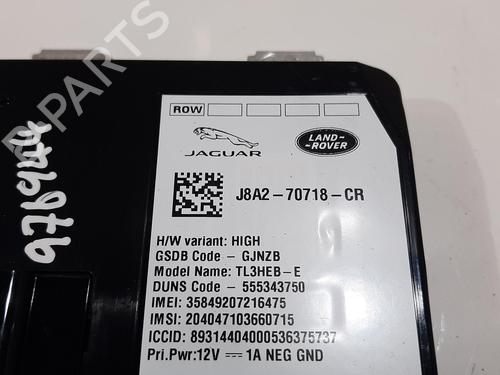 B-PARTS
ROW
JAGUAR
LAND-
ROVER
J8A2-70718-CR
H/W variant: HIGH
GSDB Code - GJNZB
Model Name: TL3HEB-E
DUNS Code - 555343750
IMEI: 35849207216475
IMSI: 204047103660715
ICCID: 89314404000536375737
Pri.Pwr:12V 1A NEG GND